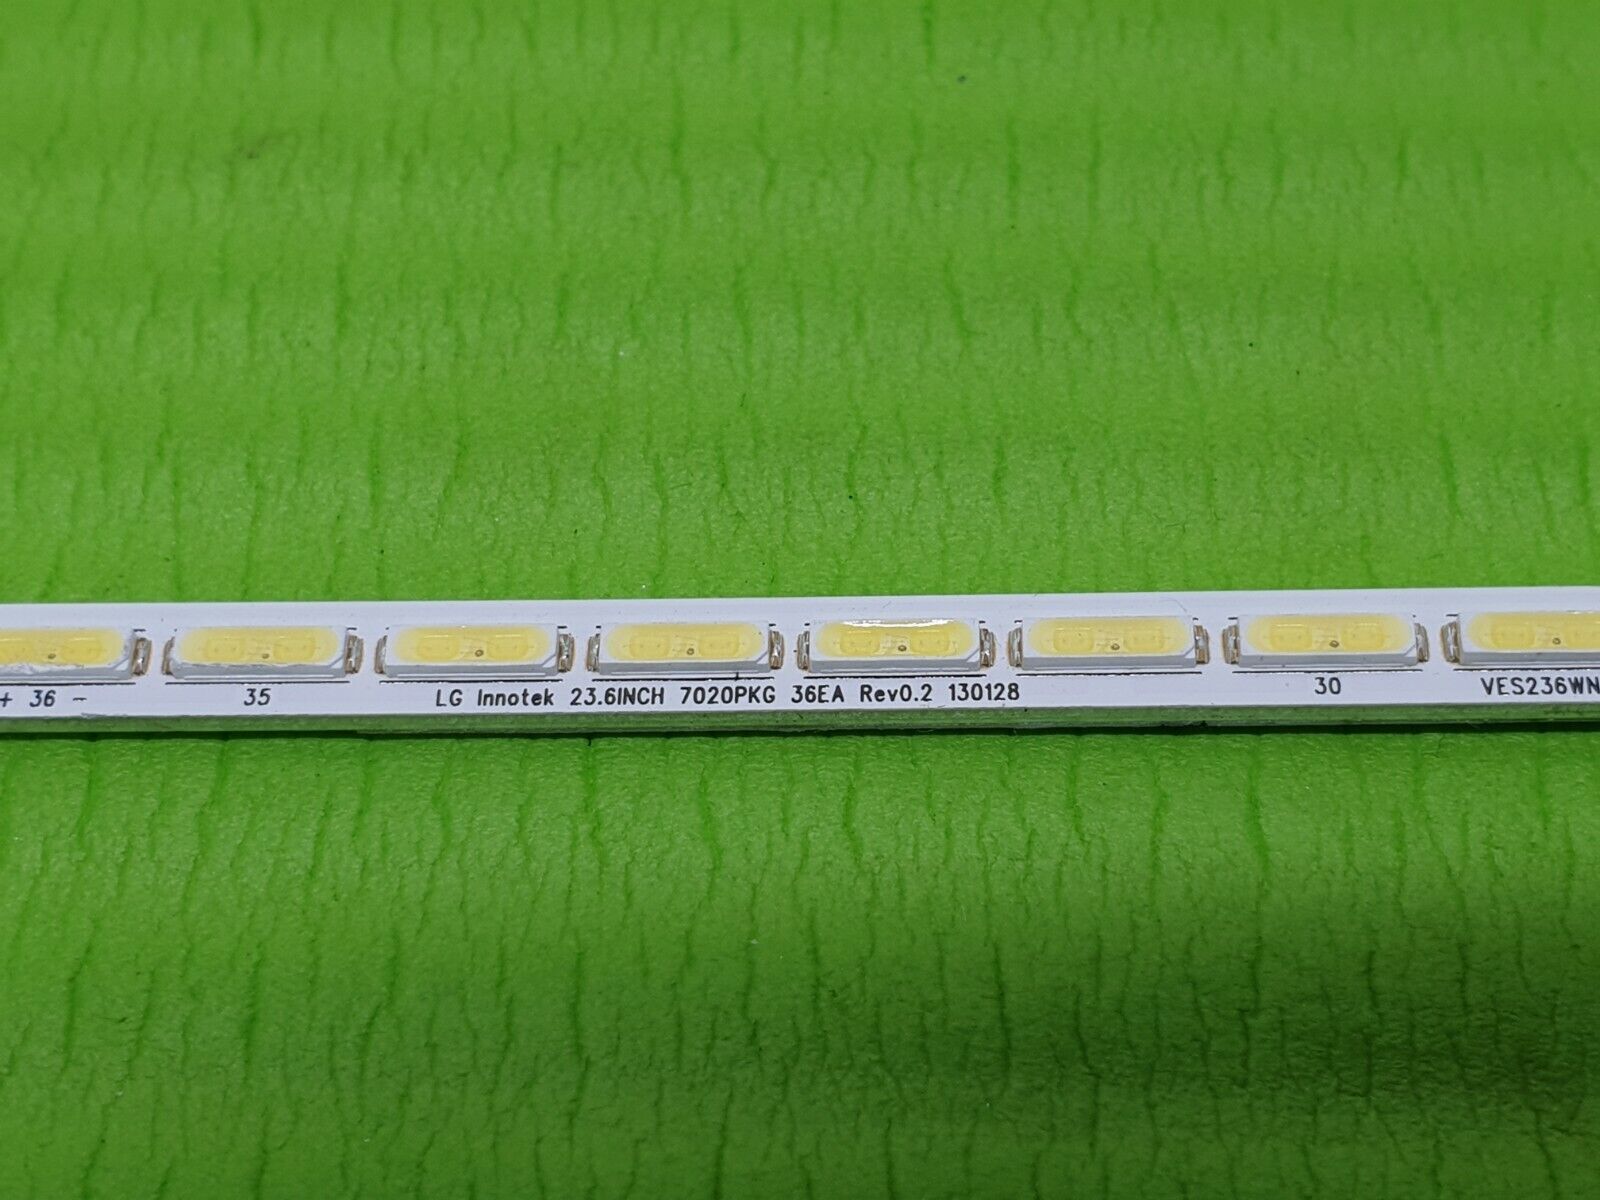 + 36 -
35
LG Innotek 23.6INCH 7020PKG 36EA Rev0.2 130128
30
VES236WN